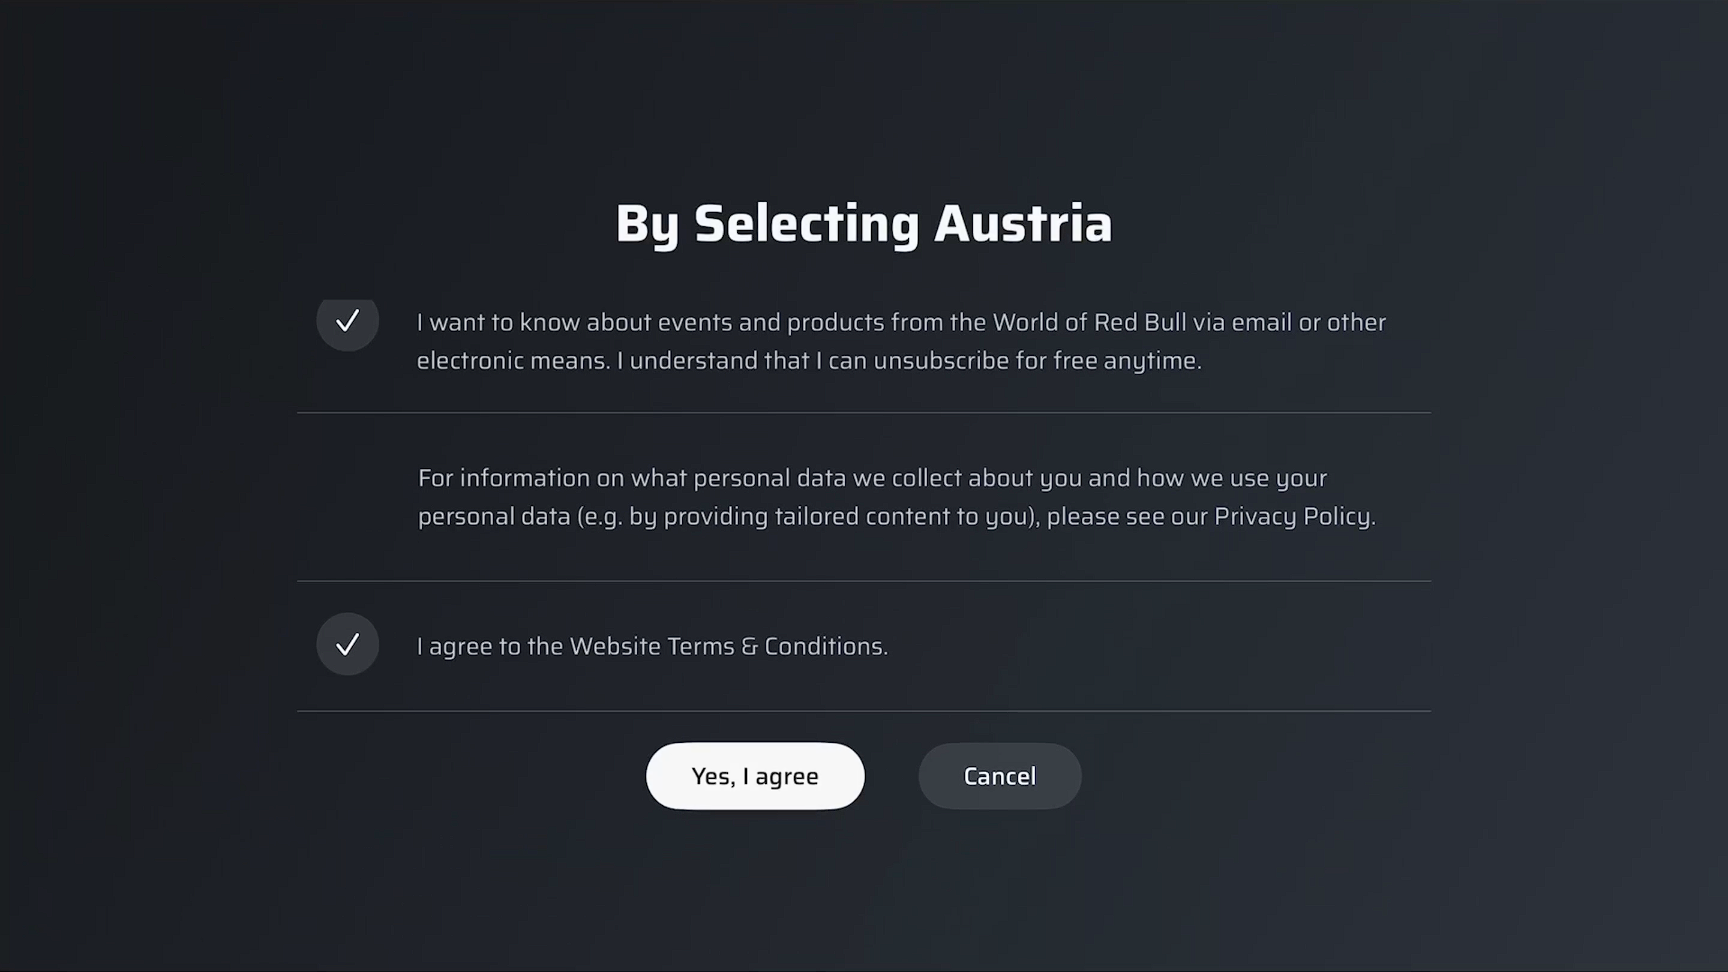 By Selecting Austria
I want to know about events and products from the World of Red Bull via email or other
electronic means. I understand that I can unsubscribe for free anytime.
For information on what personal data we collect about you and how we use your
personal data (e.g. by providing tailored content to you), please see our Privacy Policy.
I agree to the Website Terms & Conditions.
Yes, I agree
Cancel